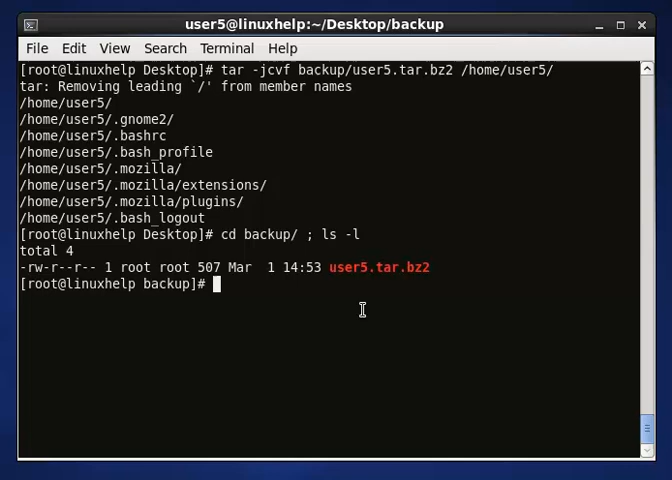 user5@linuxhelp:~/Desktop/backup
File Edit View Search Terminal Help
[root@linuxhelp Desktop]# tar -jcvf backup/user5.tar.bz2 /home/user5/
tar: Removing leading `/' from member names
/home/user5/
/home/user5/.gnome2/
/home/user5/.bashrc
/home/user5/.bash_profile
/home/user5/.mozilla/
/home/user5/.mozilla/extensions/
/home/user5/.mozilla/plugins/
/home/user5/.bash_logout
[root@linuxhelp Desktop]# cd backup/ ; ls -l
total 4
-rw-r--r-- 1 root root 507 Mar  1 14:53 user5.tar.bz2
[root@linuxhelp backup]#